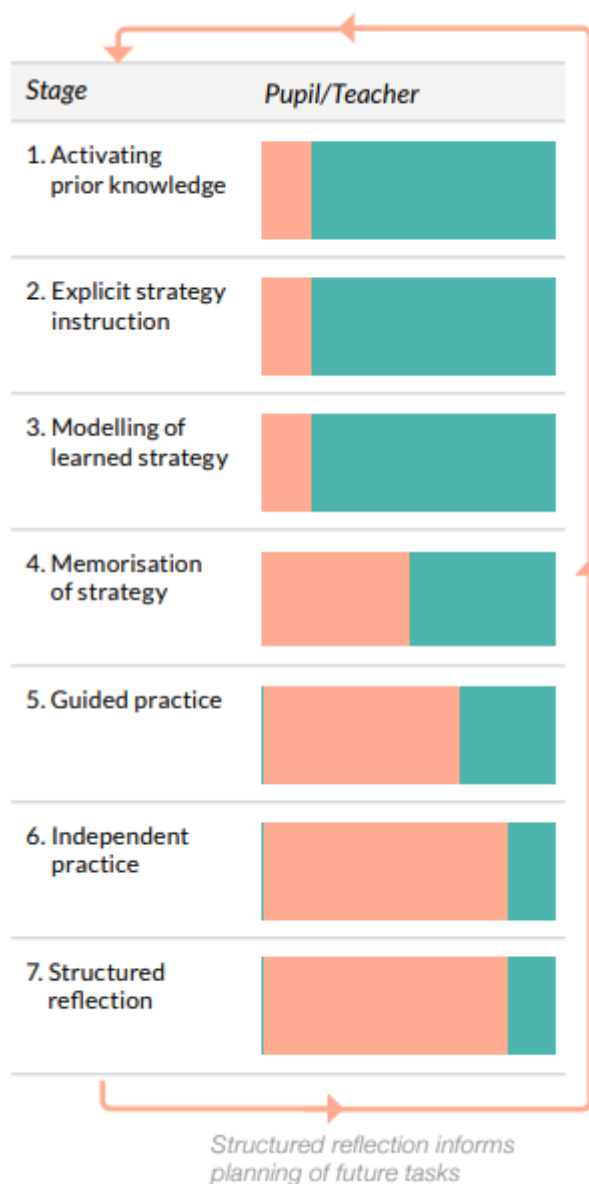 Stage Pupil/Teacher
1. Activating
prior knowledge
2. Explicit strategy
instruction
3. Modelling of
learned strategy
4. Memorisation
of strategy
5. Guided practice
6. Independent
practice
7. Structured
reflection
Structured reflection informs
planning of future tasks